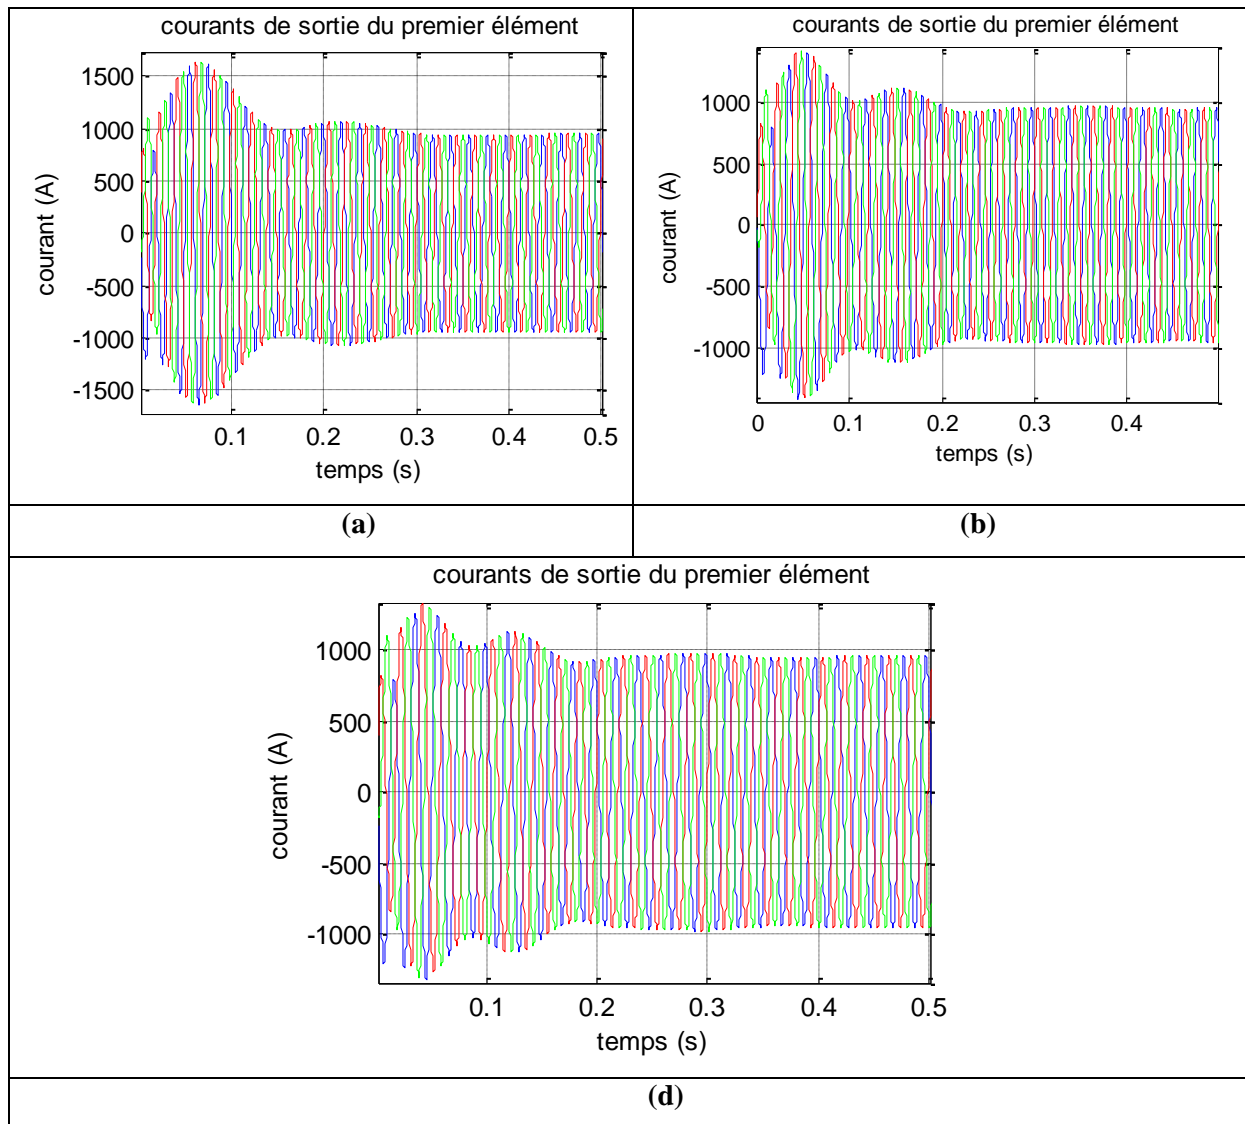 courants de sortie du premier élément
1500
1000
500
0
-500
-1000
-1500
courant (A)
0.1 0.2 0.3 0.4 0.5
temps (s)
(a)
courants de sortie du premier élément
1000
500
0
-500
-1000
courant (A)
0 0.1 0.2 0.3 0.4
temps (s)
(b)
courants de sortie du premier élément
1000
500
0
-500
-1000
courant (A)
0.1 0.2 0.3 0.4 0.5
temps (s)
(d)